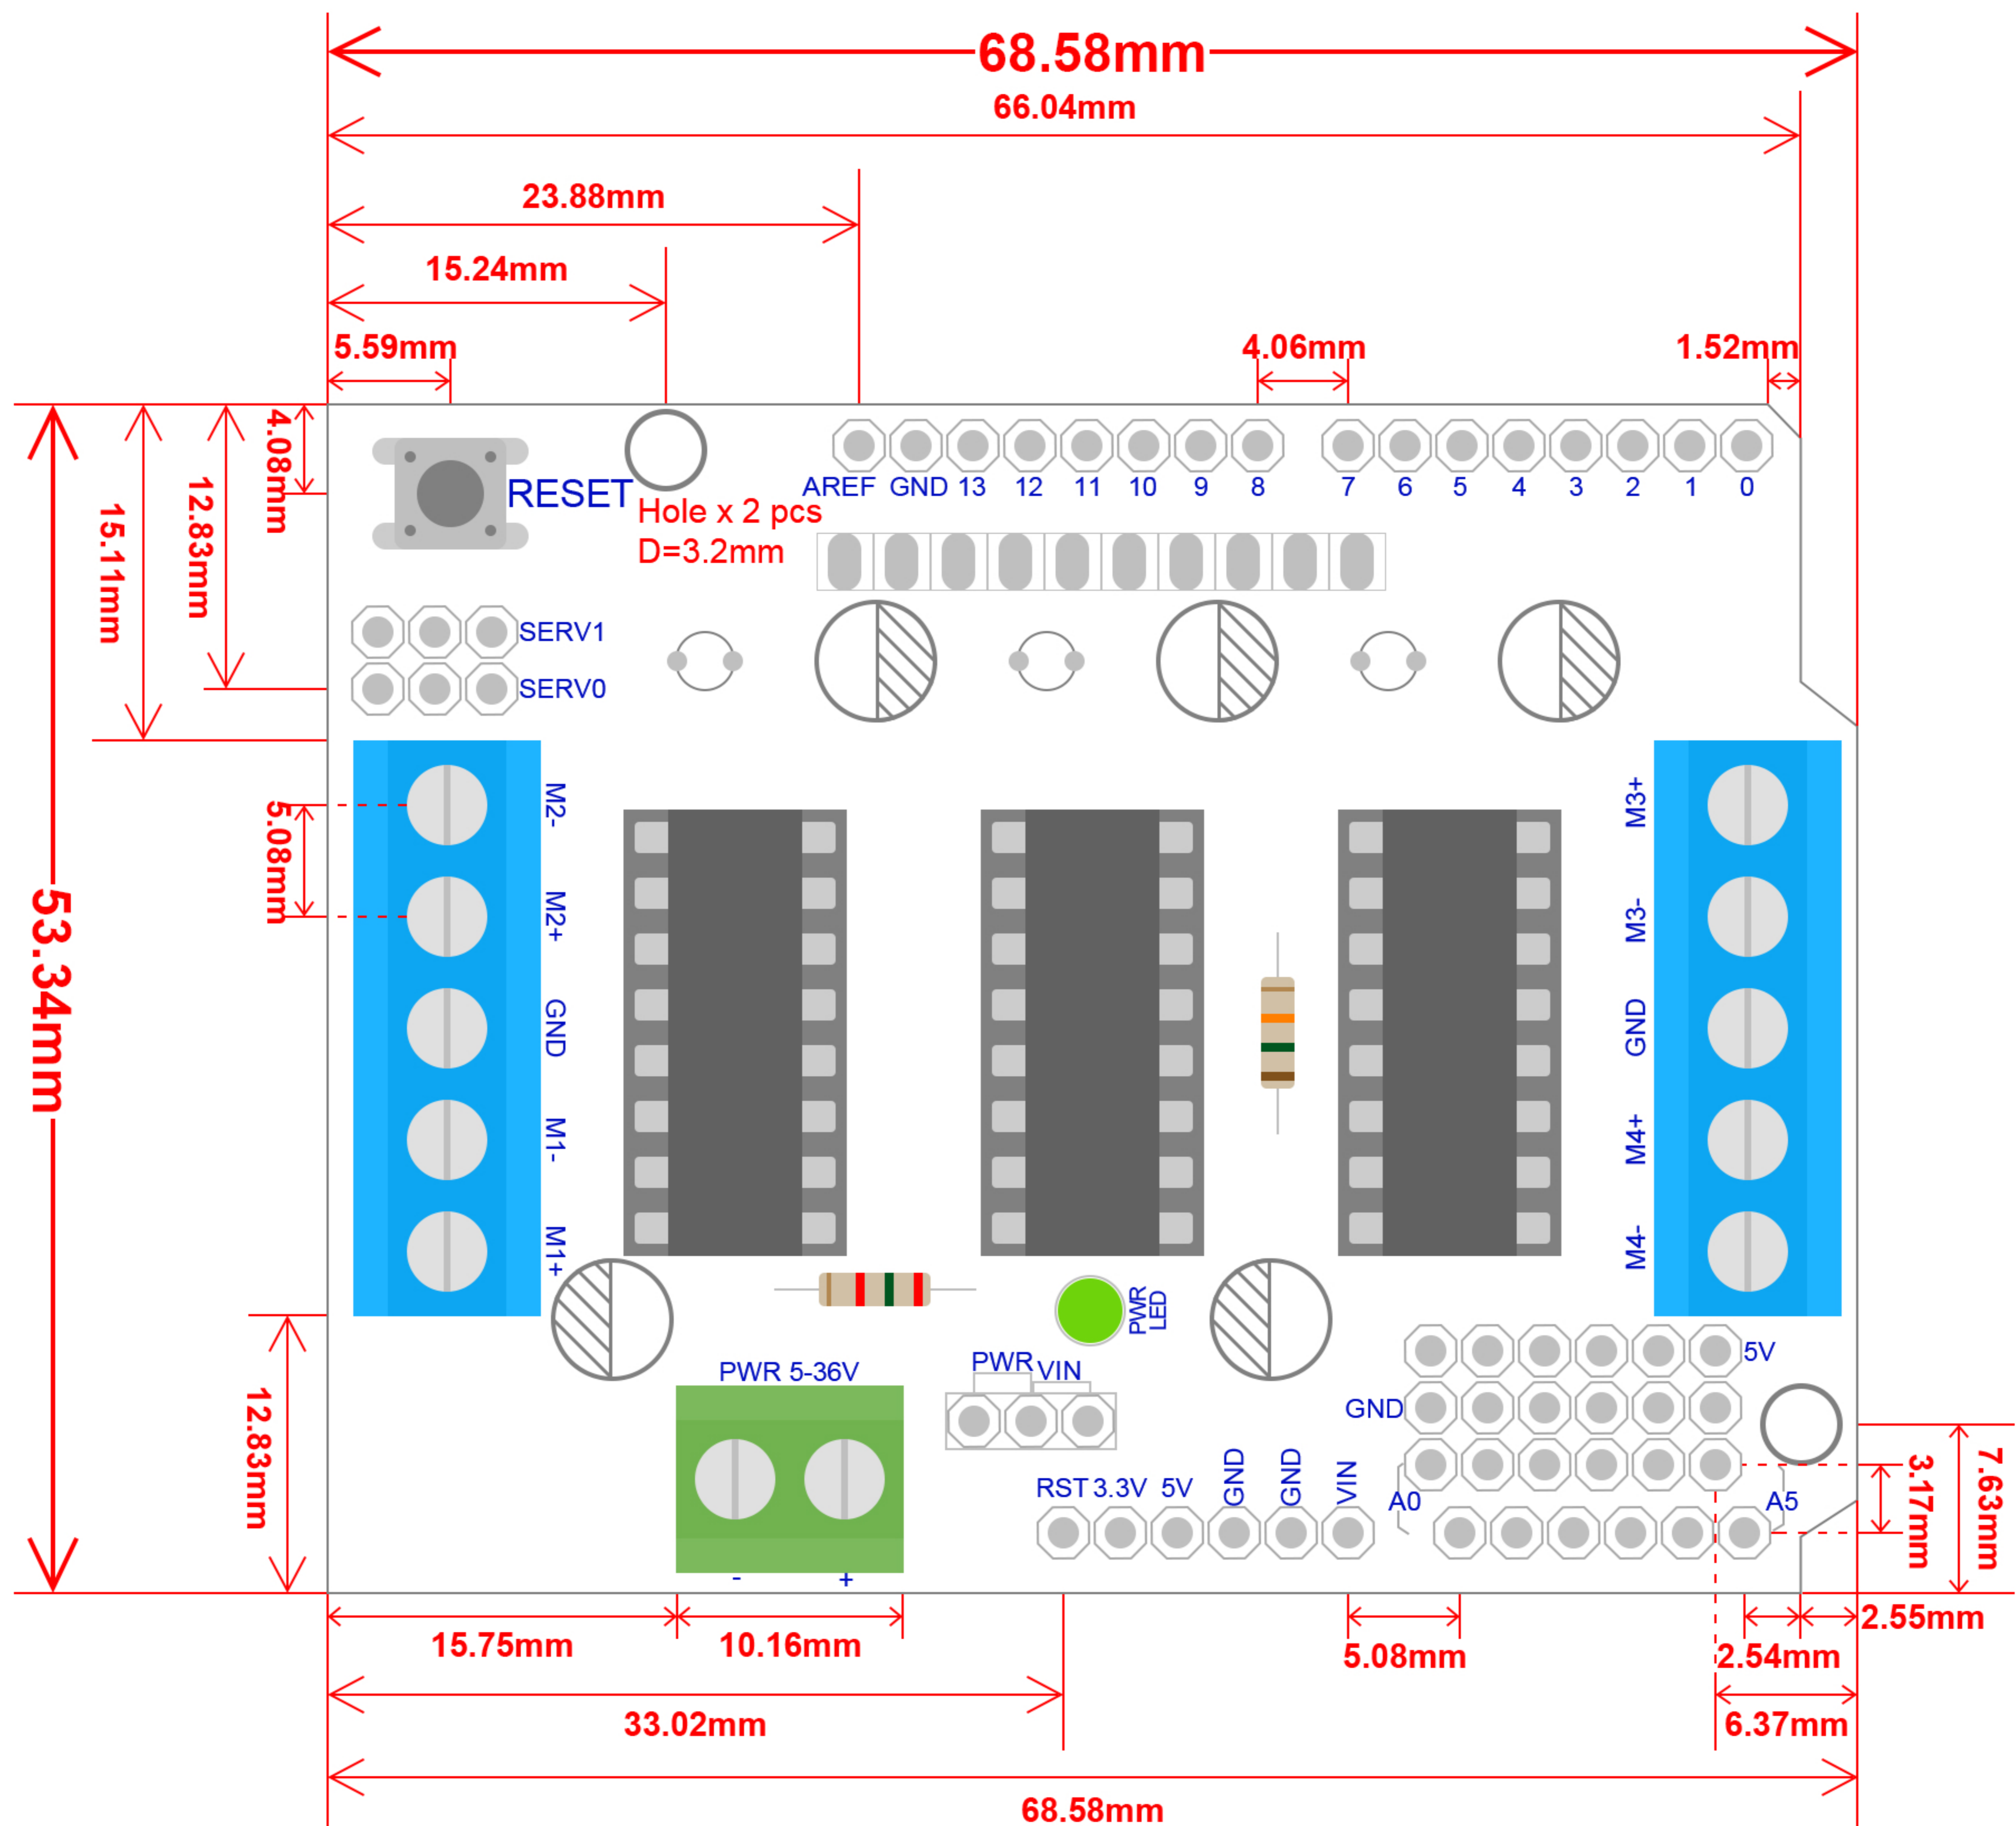 68.58mm
66.04mm
23.88mm
15.24mm
5.59mm
4.06mm
1.52mm
4.08mm
12.83mm
15.11mm
5.08mm
53.34mm
12.83mm
RESET
Hole x 2 pcs
D=3.2mm
AREF GND 13 12 11 10 9 8 7 6 5 4 3 2 1 0
SERV1
SERV0
M2-
M2+
GND
M1-
M1+
M3+
M3-
GND
M4+
M4-
PWR
LED
PWR 5-36V
PWR VIN
- +
RST 3.3V 5V GND GND VIN
5V
GND
A0
A5
3.17mm
7.63mm
15.75mm
10.16mm
5.08mm
2.54mm
2.55mm
33.02mm
6.37mm
68.58mm